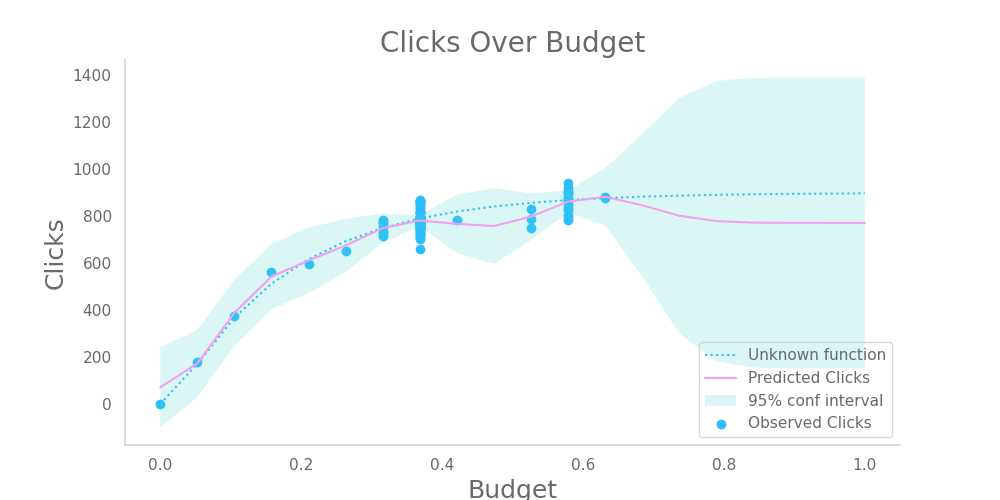 Clicks Over Budget
Clicks
1400
1200
1000
800
600
400
200
0
0.0 0.2 0.4 0.6 0.8 1.0
Budget
Unknown function
Predicted Clicks
95% conf interval
Observed Clicks